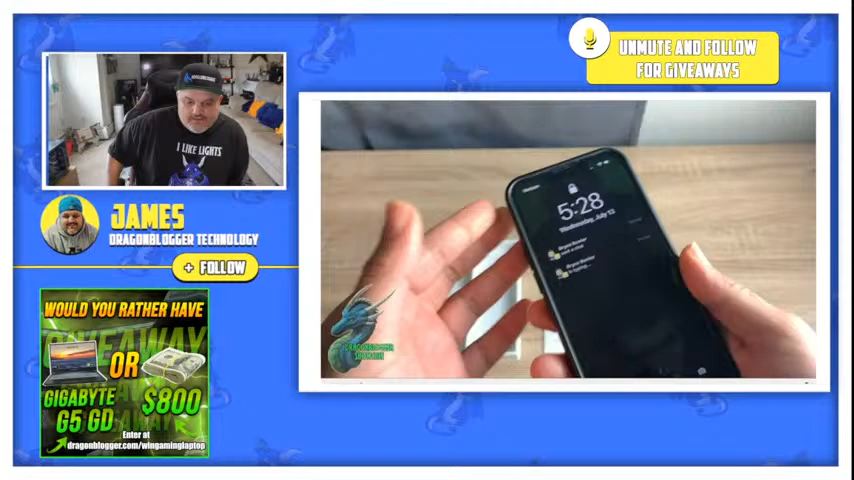 UNMUTE AND FOLLOW
FOR GIVEAWAYS
I LIKE LIGHTS
JAMES
DRAGONBLOGGER TECHNOLOGY
+ FOLLOW
WOULD YOU RATHER HAVE
GIVEAWAY
OR
GIGABYTE
G5 GD
$800
Enter at
dragonblogger.com/wingaminglaptop
5:28
Wednesday, July 13